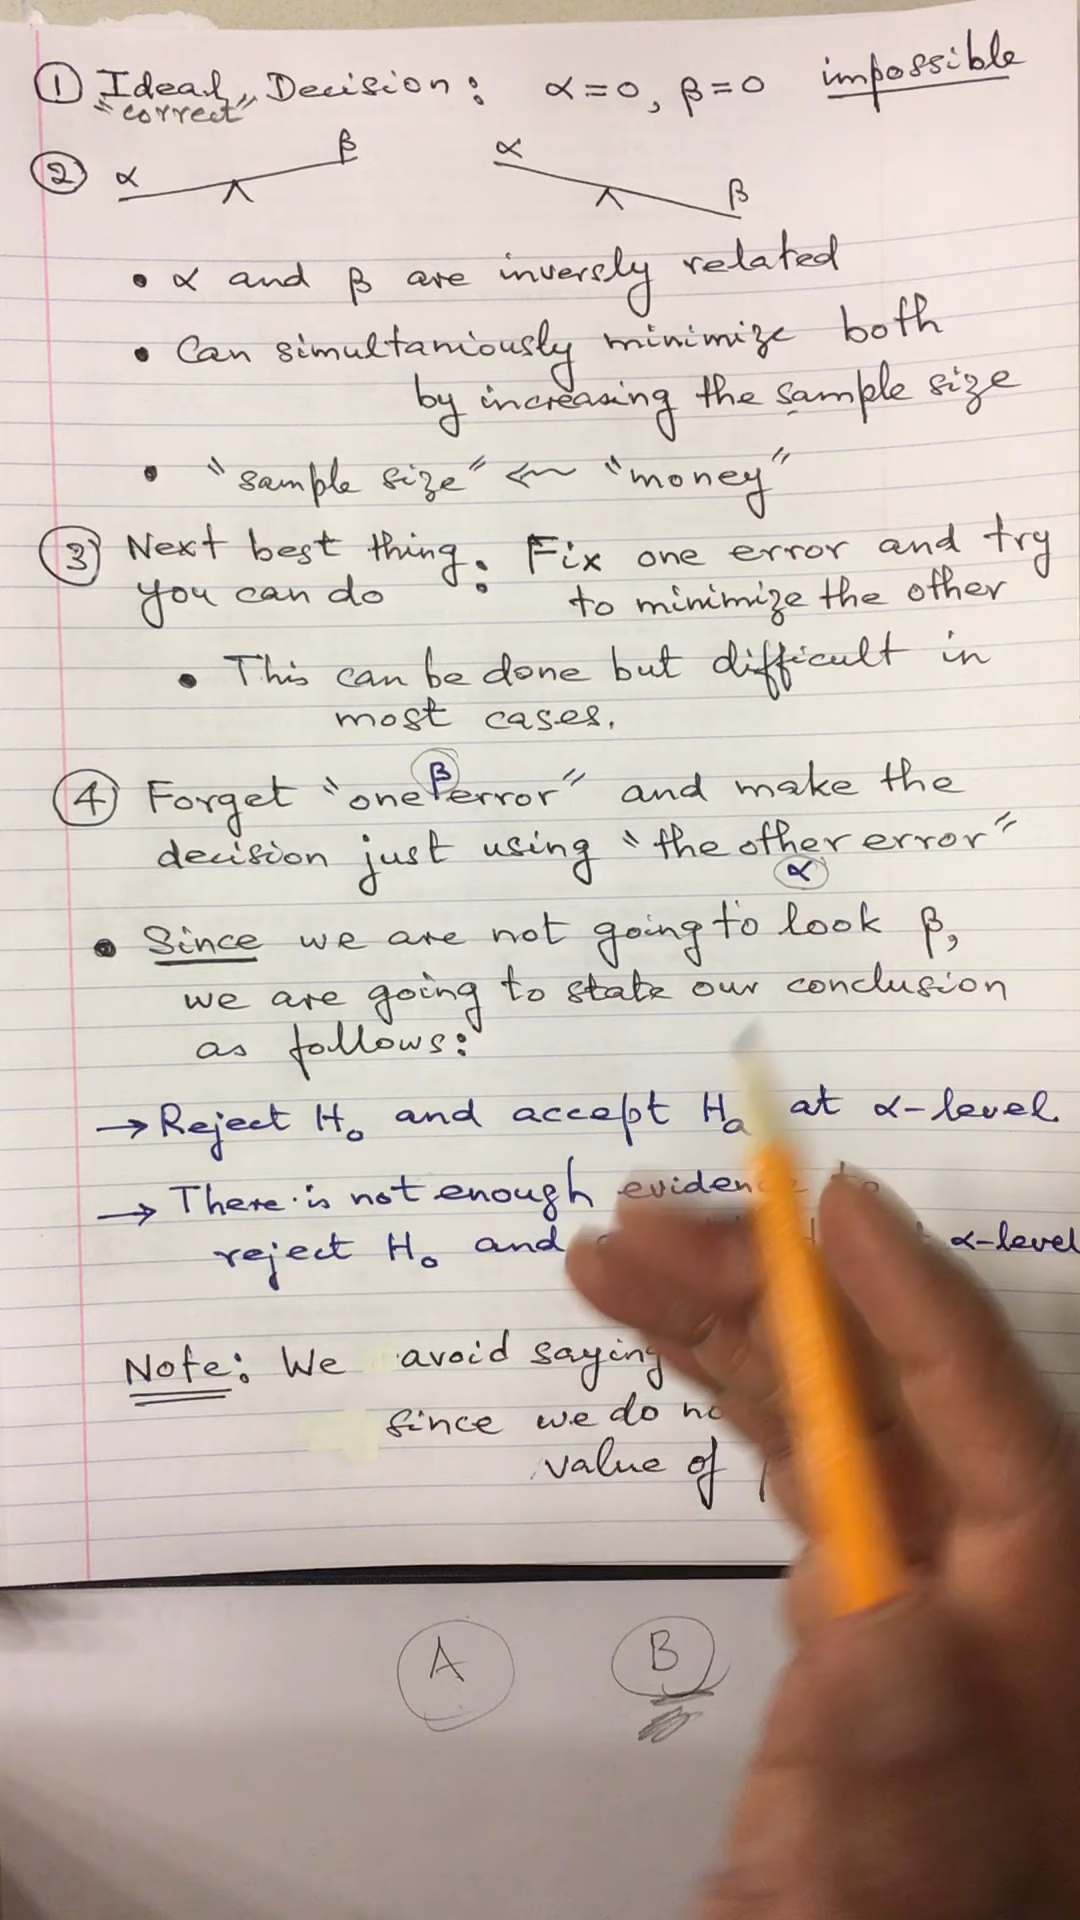 ① Ideal, Decision: α=0, β=0 impossible
"correct"
② α β α β
• α and β are inversly related
• Can simultaniously minimize both
by increasing the sample size
• "sample size" ⇜ "money"
③ Next best thing: Fix one error and try
you can do to minimize the other
• This can be done but difficult in
most cases.
β
④ Forget "one error" and make the
decision just using "the other error"
α
• Since we are not going to look β,
we are going to state our conclusion
as follows:
→ Reject H₀ and accept Hₐ at α-level
→ There is not enough evidence to
reject H₀ and α-level
Note: We avoid saying
since we do
value of
A B